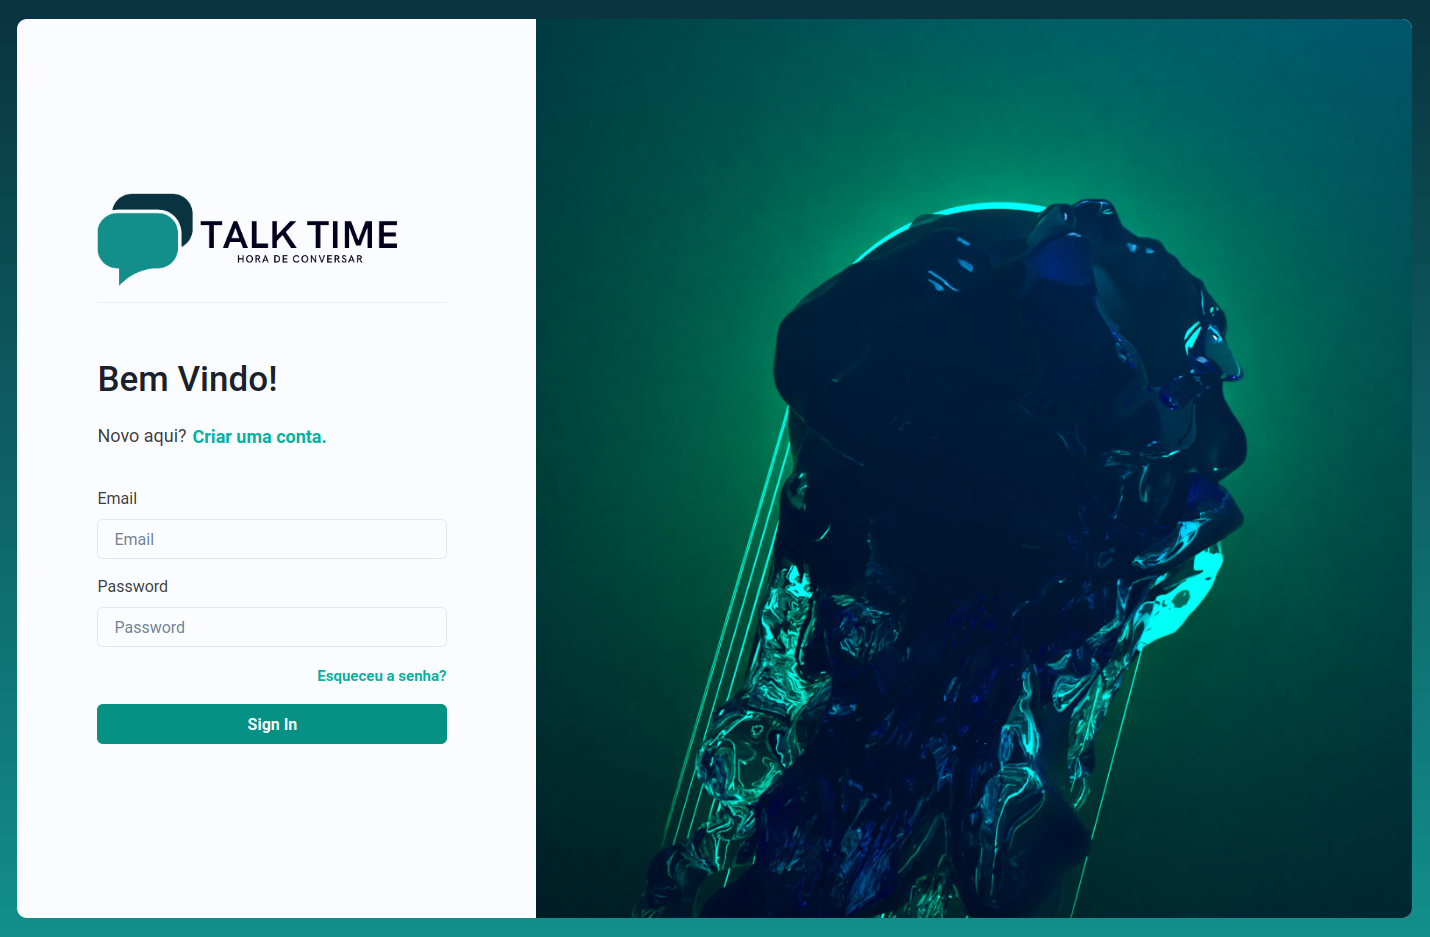 TALK TIME
HORA DE CONVERSAR
Bem Vindo!
Novo aqui? Criar uma conta.
Email
Email
Password
Password
Esqueceu a senha?
Sign In